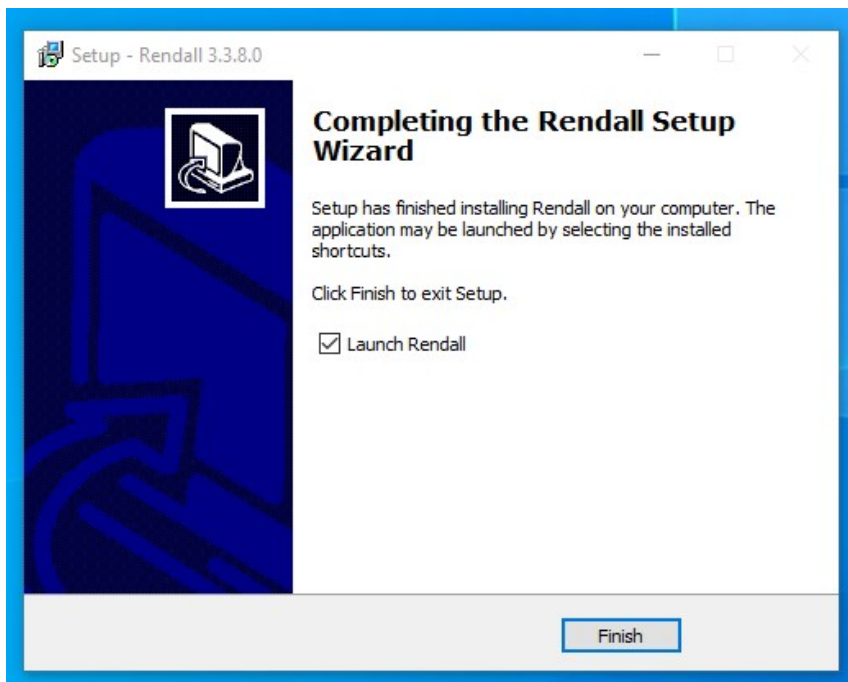 Setup - Rendall 3.3.8.0
Completing the Rendall Setup
Wizard
Setup has finished installing Rendall on your computer. The
application may be launched by selecting the installed
shortcuts.
Click Finish to exit Setup.
Launch Rendall
Finish